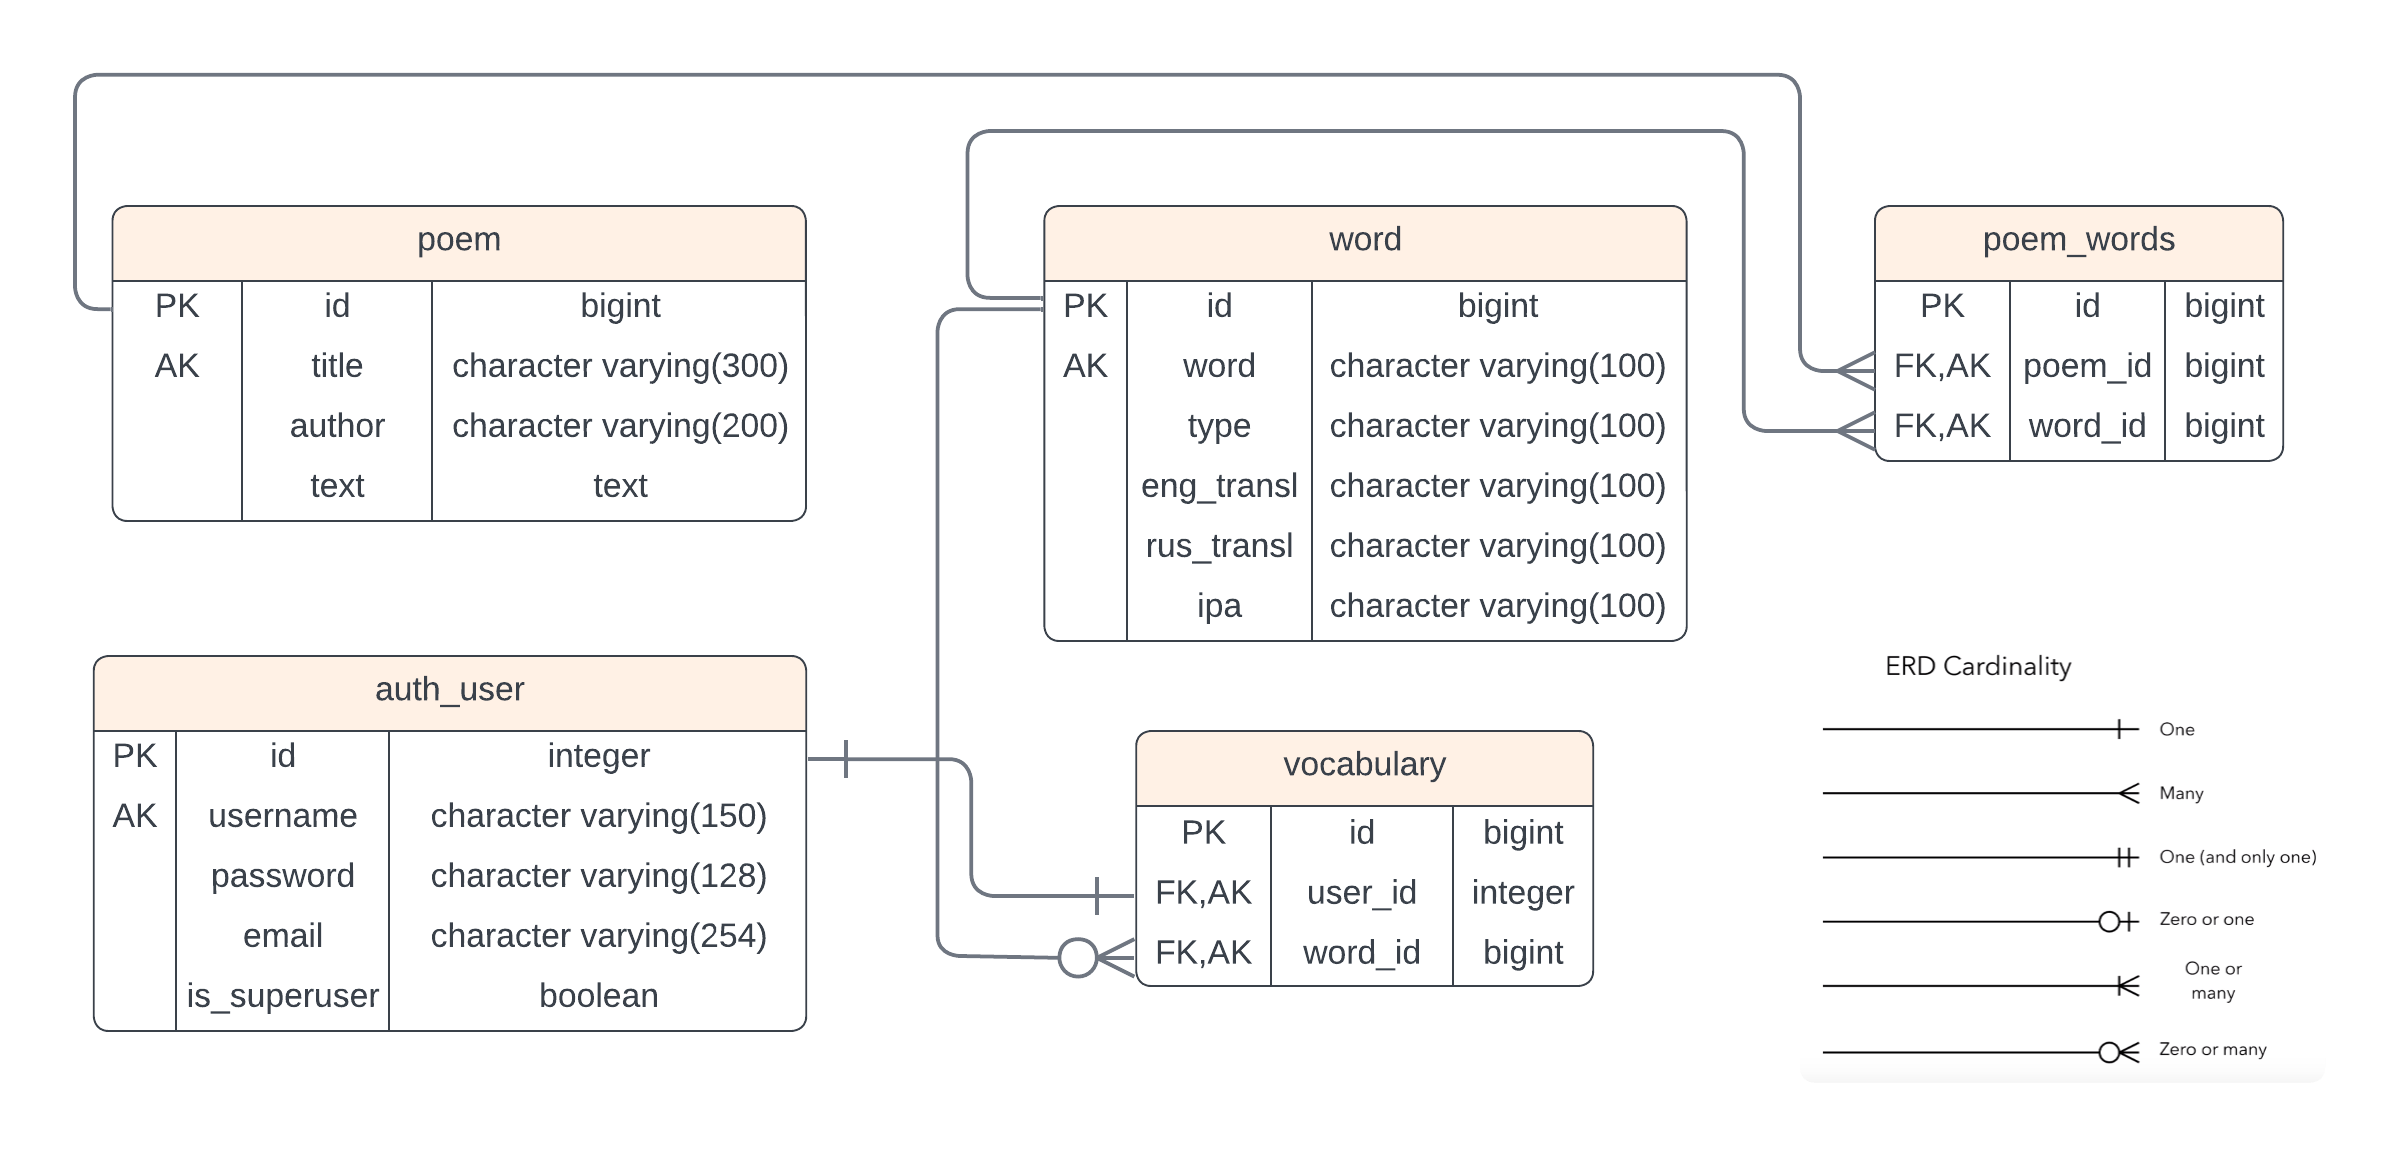 poem
PK id bigint
AK title character varying(300)
author character varying(200)
text text
word
PK id bigint
AK word character varying(100)
type character varying(100)
eng_transl character varying(100)
rus_transl character varying(100)
ipa character varying(100)
poem_words
PK id bigint
FK,AK poem_id bigint
FK,AK word_id bigint
auth_user
PK id integer
AK username character varying(150)
password character varying(128)
email character varying(254)
is_superuser boolean
vocabulary
PK id bigint
FK,AK user_id integer
FK,AK word_id bigint
ERD Cardinality
One
Many
One (and only one)
Zero or one
One or
many
Zero or many